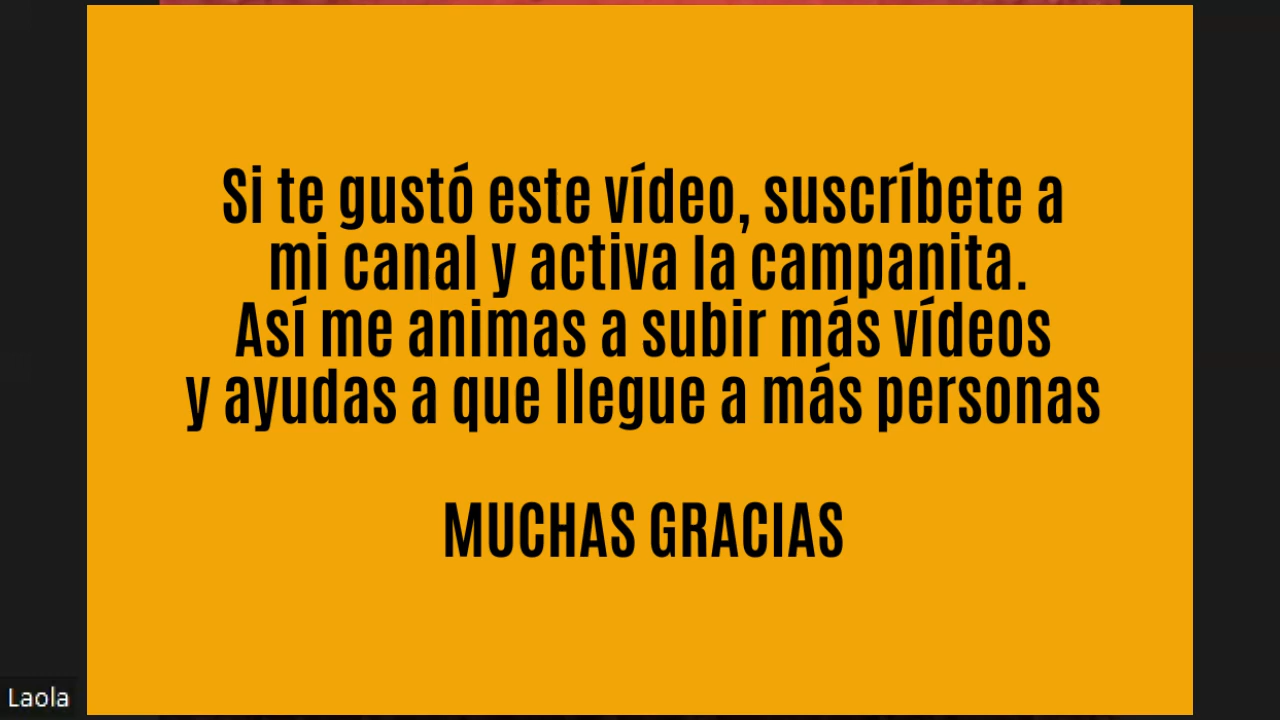 Si te gustó este vídeo, suscríbete a
mi canal y activa la campanita.
Así me animas a subir más vídeos
y ayudas a que llegue a más personas
MUCHAS GRACIAS
Laola